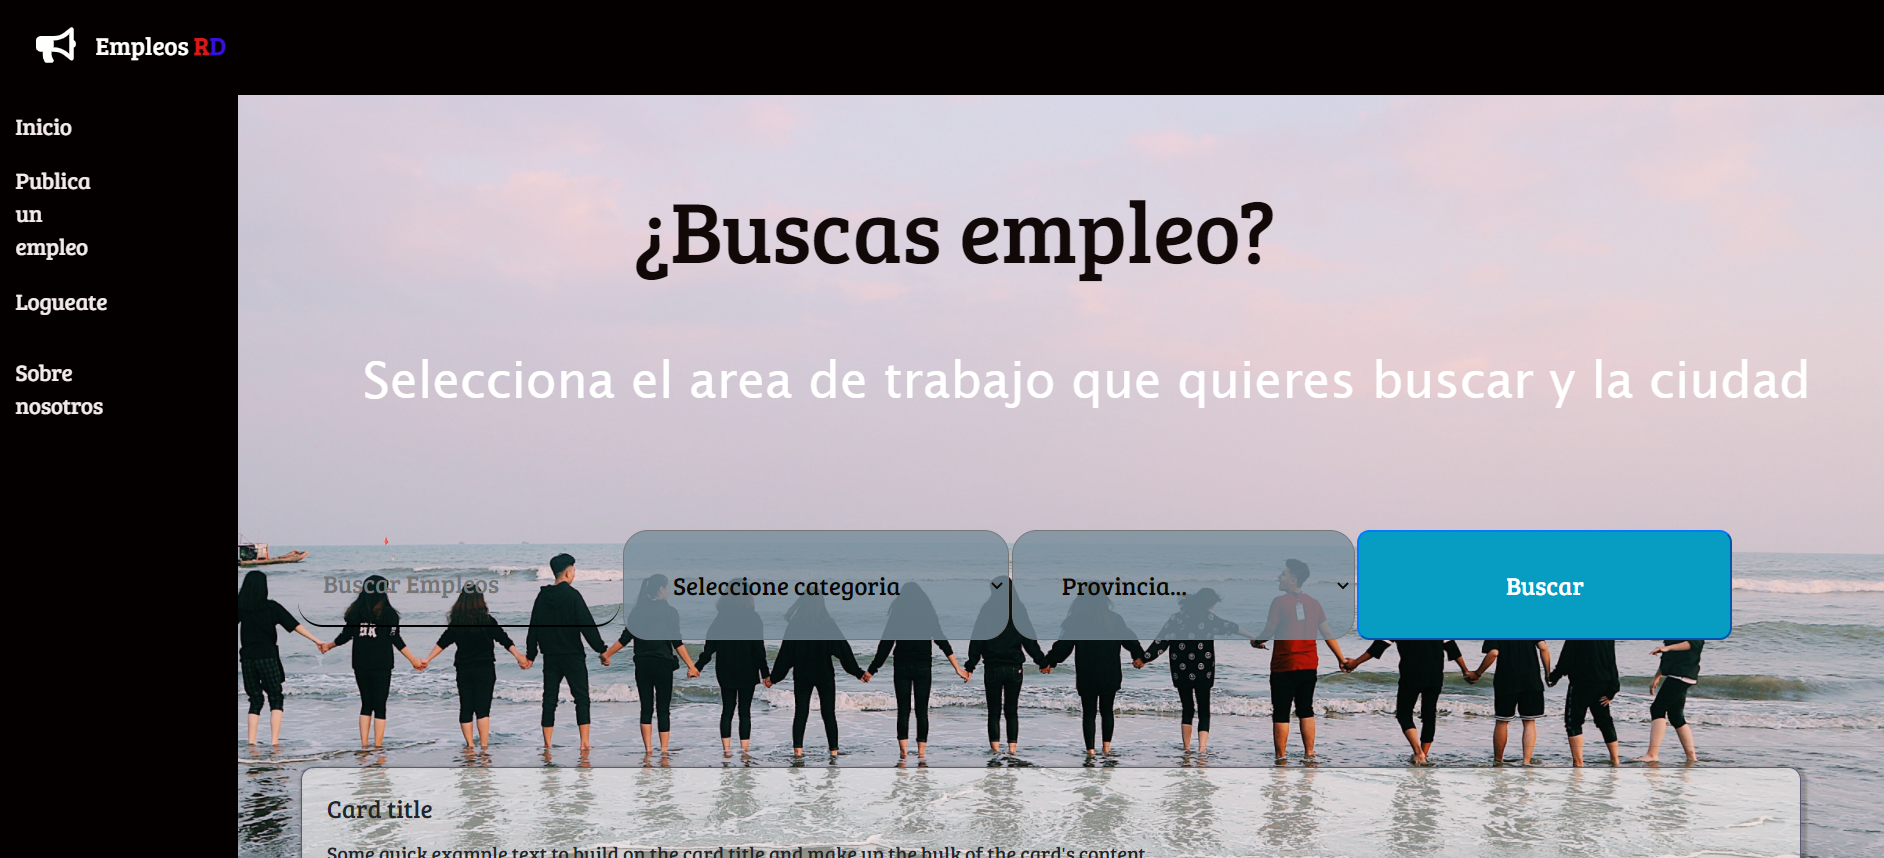 Empleos RD
Inicio
Publica
un
empleo
Logueate
Sobre
nosotros
¿Buscas empleo?
Selecciona el area de trabajo que quieres buscar y la ciudad
Buscar Empleos
Seleccione categoria
Provincia...
Buscar
Card title
Some quick example text to build on the card title and make up the bulk of the card's content.